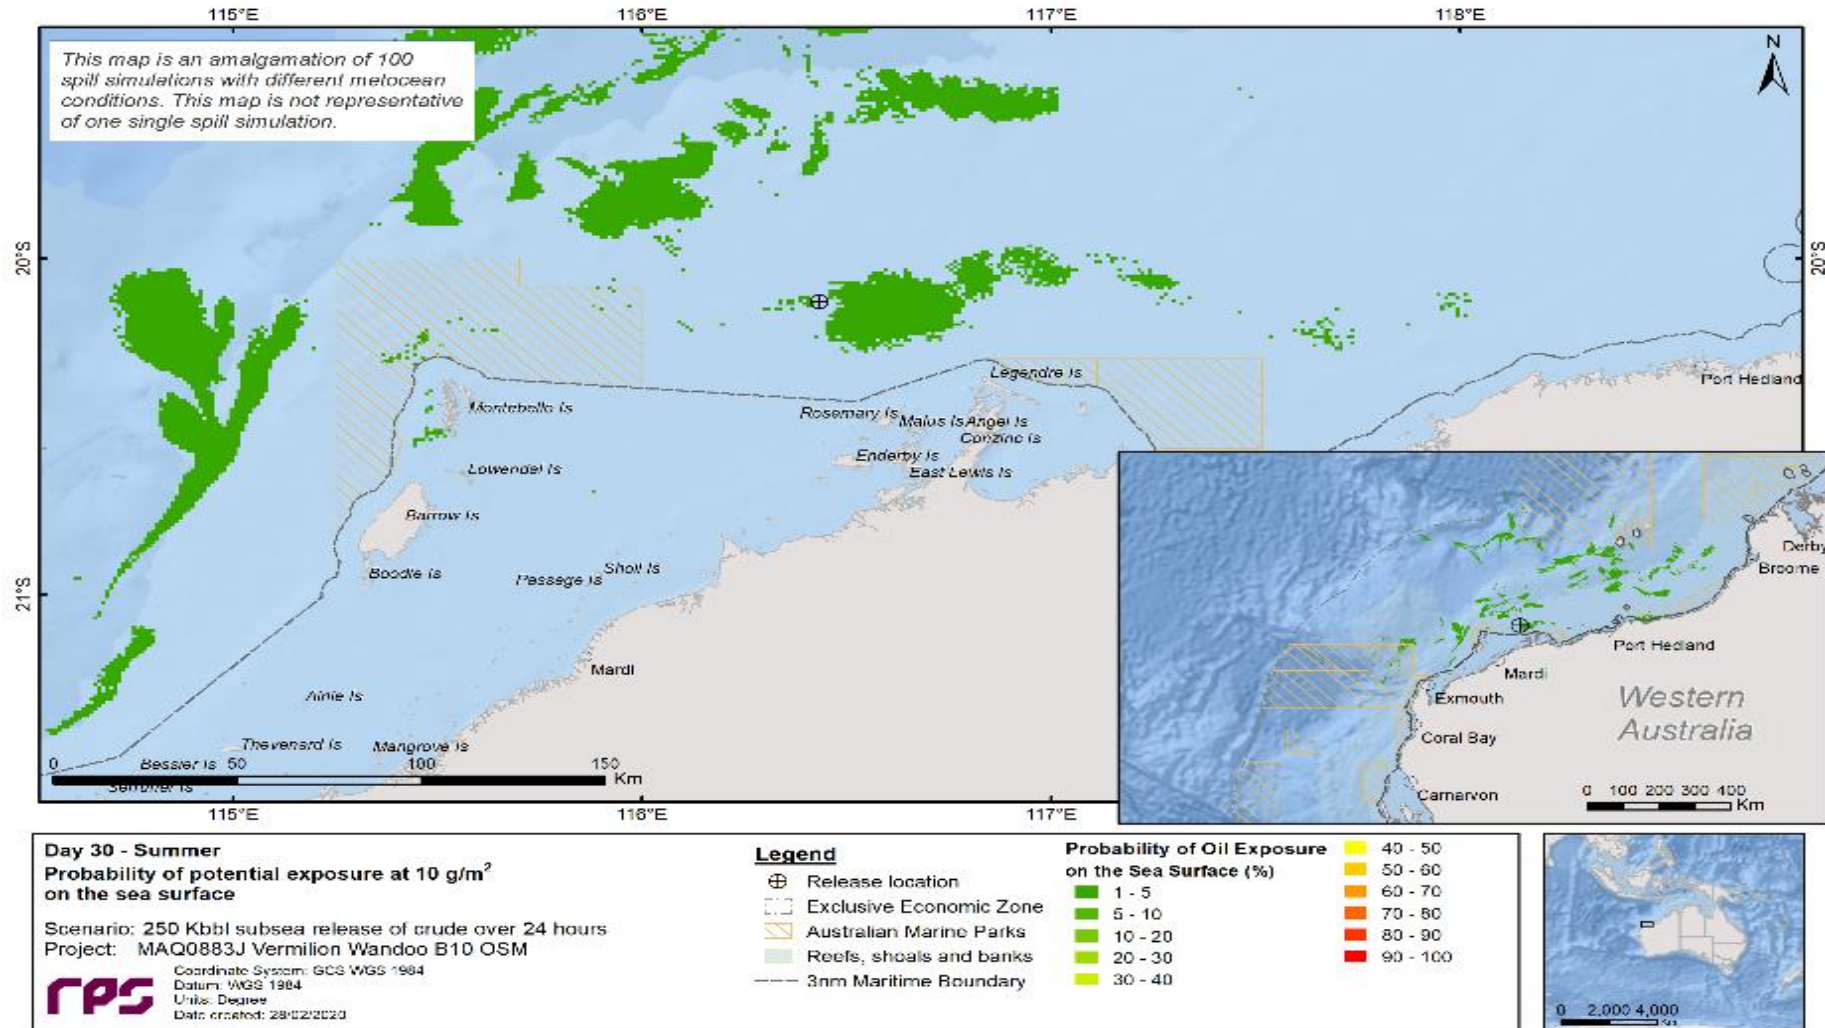 115°E 116°E 117°E 118°E
This map is an amalgamation of 100
spill simulations with different metocean
conditions. This map is not representative
of one single spill simulation.
N
20°S 20°S
Legendre Is
Port Hedland
Montebello Is
Rosemary Is
Malus Is Angel Is
Conzinc Is
Enderby Is
East Lewis Is
Lowendal Is
Barrow Is
Boodie Is
Passage Is
Sholl Is
21°S
Mardi
Airlie Is
Thevenard Is
Mangrove Is
Bessier Is
Serrurier Is
0 50 100 150
Km
Derby
Broome
Port Hedland
Mardi
Exmouth
Western
Australia
Coral Bay
Carnarvon
0 100 200 300 400
Km
115°E 116°E 117°E
Day 30 - Summer
Probability of potential exposure at 10 g/m²
on the sea surface
Scenario: 250 Kbbl subsea release of crude over 24 hours
Project: MAQ0883J Vermilion Wandoo B10 OSM
rps
Coordinate System: GCS WGS 1984
Datum: WGS 1984
Units: Degree
Date created: 28/02/2020
Legend
Release location
Exclusive Economic Zone
Australian Marine Parks
Reefs, shoals and banks
3nm Maritime Boundary
Probability of Oil Exposure
on the Sea Surface (%)
1 - 5
5 - 10
10 - 20
20 - 30
30 - 40
40 - 50
50 - 60
60 - 70
70 - 80
80 - 90
90 - 100
0 2,000 4,000